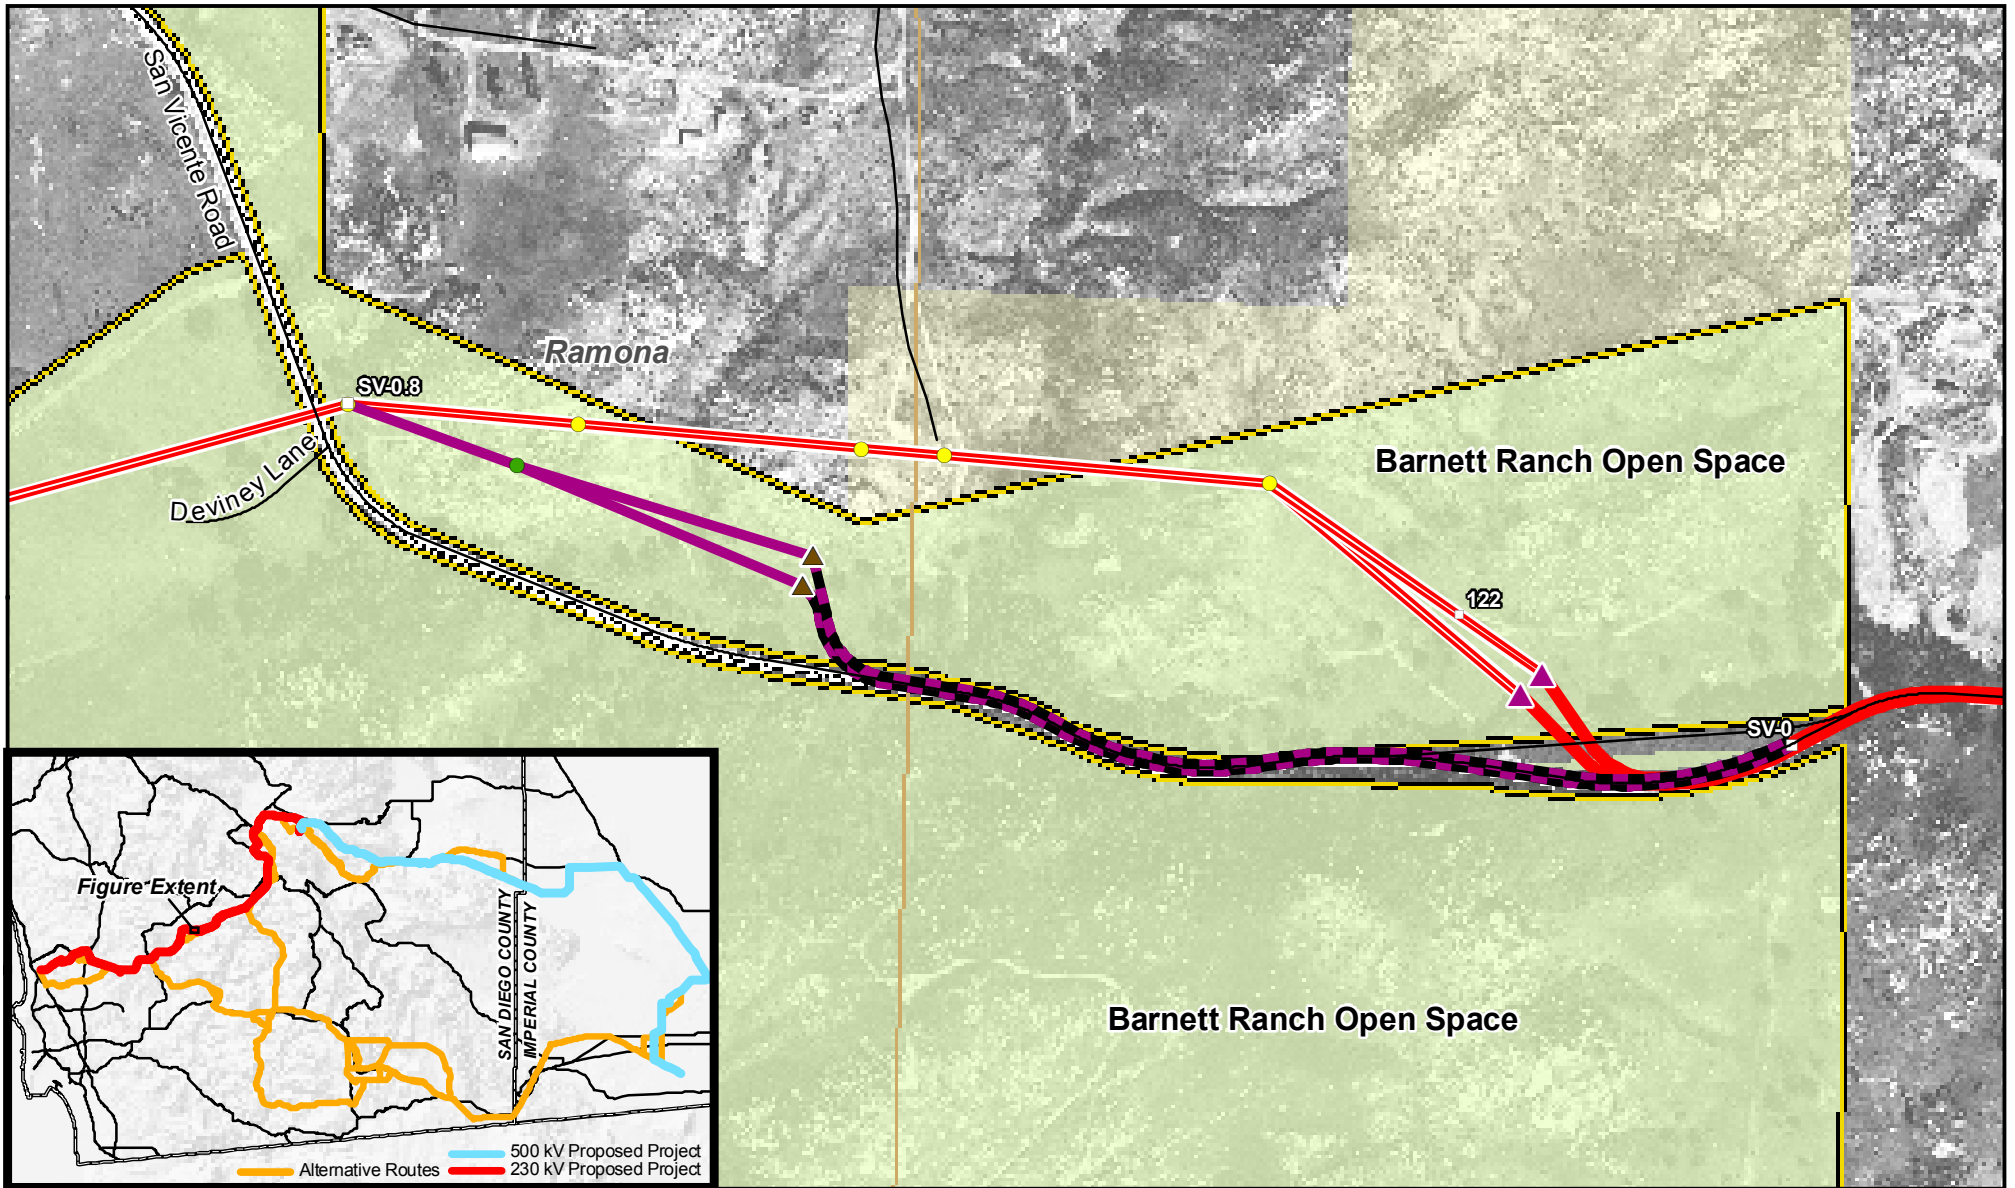 San Vicente Road
Ramona
SV-0.8
Deviney Lane
Barnett Ranch Open Space
122
SV-0
Figure Extent
SAN DIEGO COUNTY
IMPERIAL COUNTY
Barnett Ranch Open Space
500 kV Proposed Project
Alternative Routes
230 kV Proposed Project